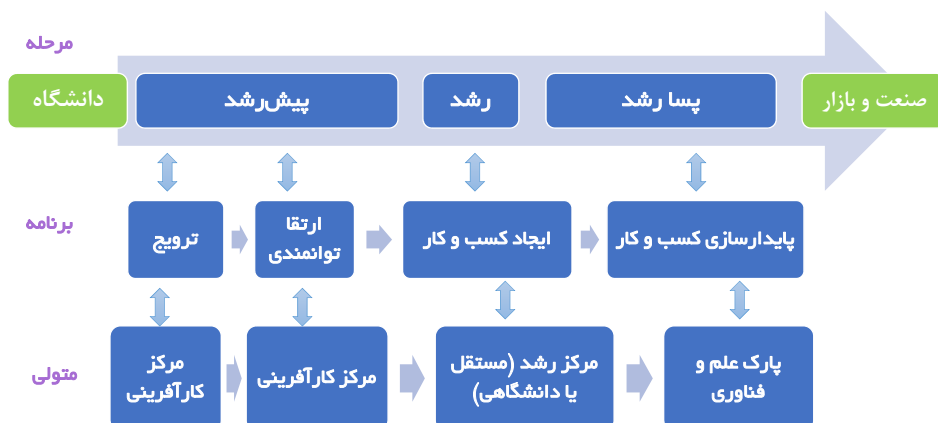 مرحله
دانشگاه
پیش‌رشد
رشد
پسا رشد
صنعت و بازار
برنامه
ترویج
ارتقا
توانمندی
ایجاد کسب و کار
پایدارسازی کسب و کار
متولی
مرکز
کارآفرینی
مرکز کارآفرینی
مرکز رشد (مستقل
یا دانشگاهی)
پارک علم و
فناوری